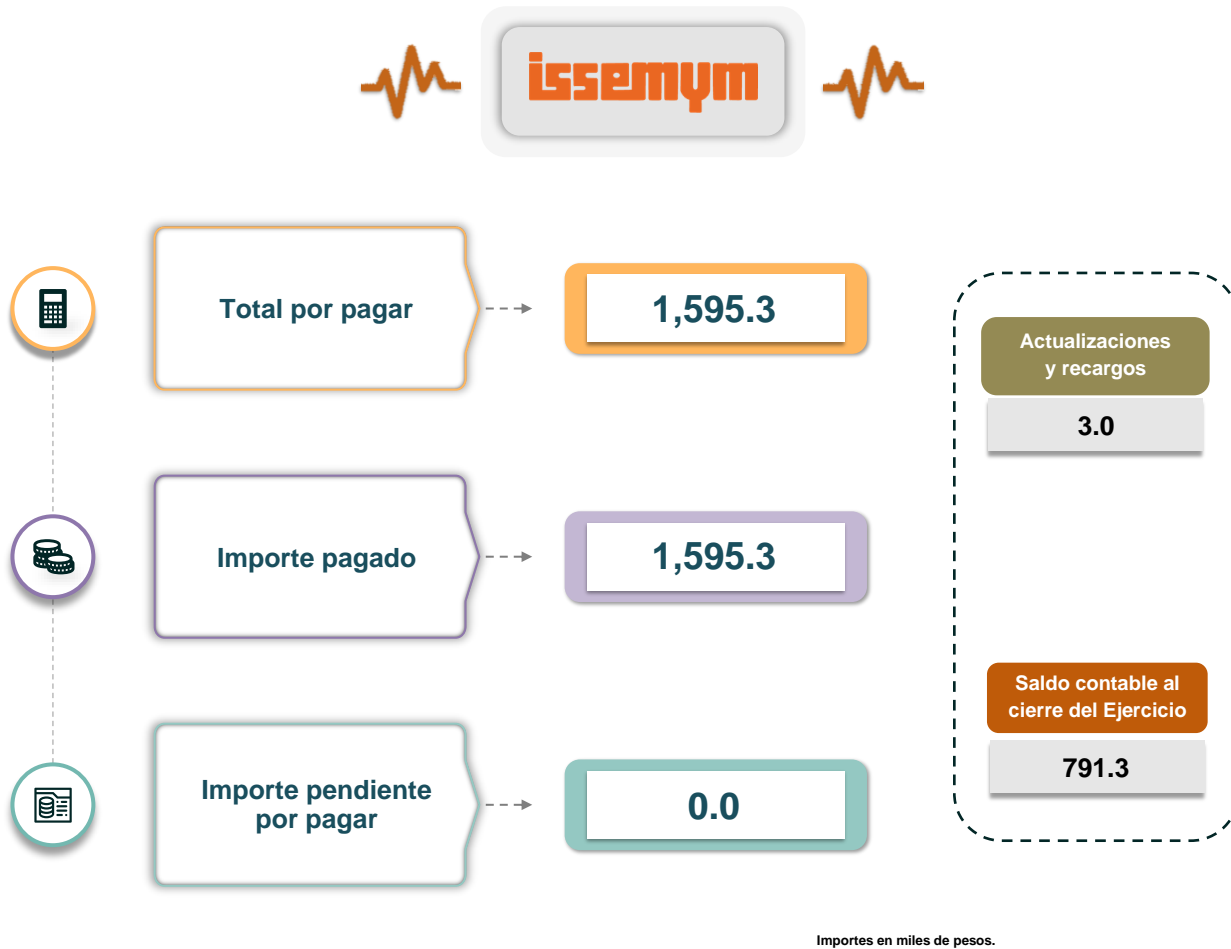 issemym
Total por pagar
1,595.3
Importe pagado
1,595.3
Importe pendiente
por pagar
0.0
Actualizaciones
y recargos
3.0
Saldo contable al
cierre del Ejercicio
791.3
Importes en miles de pesos.